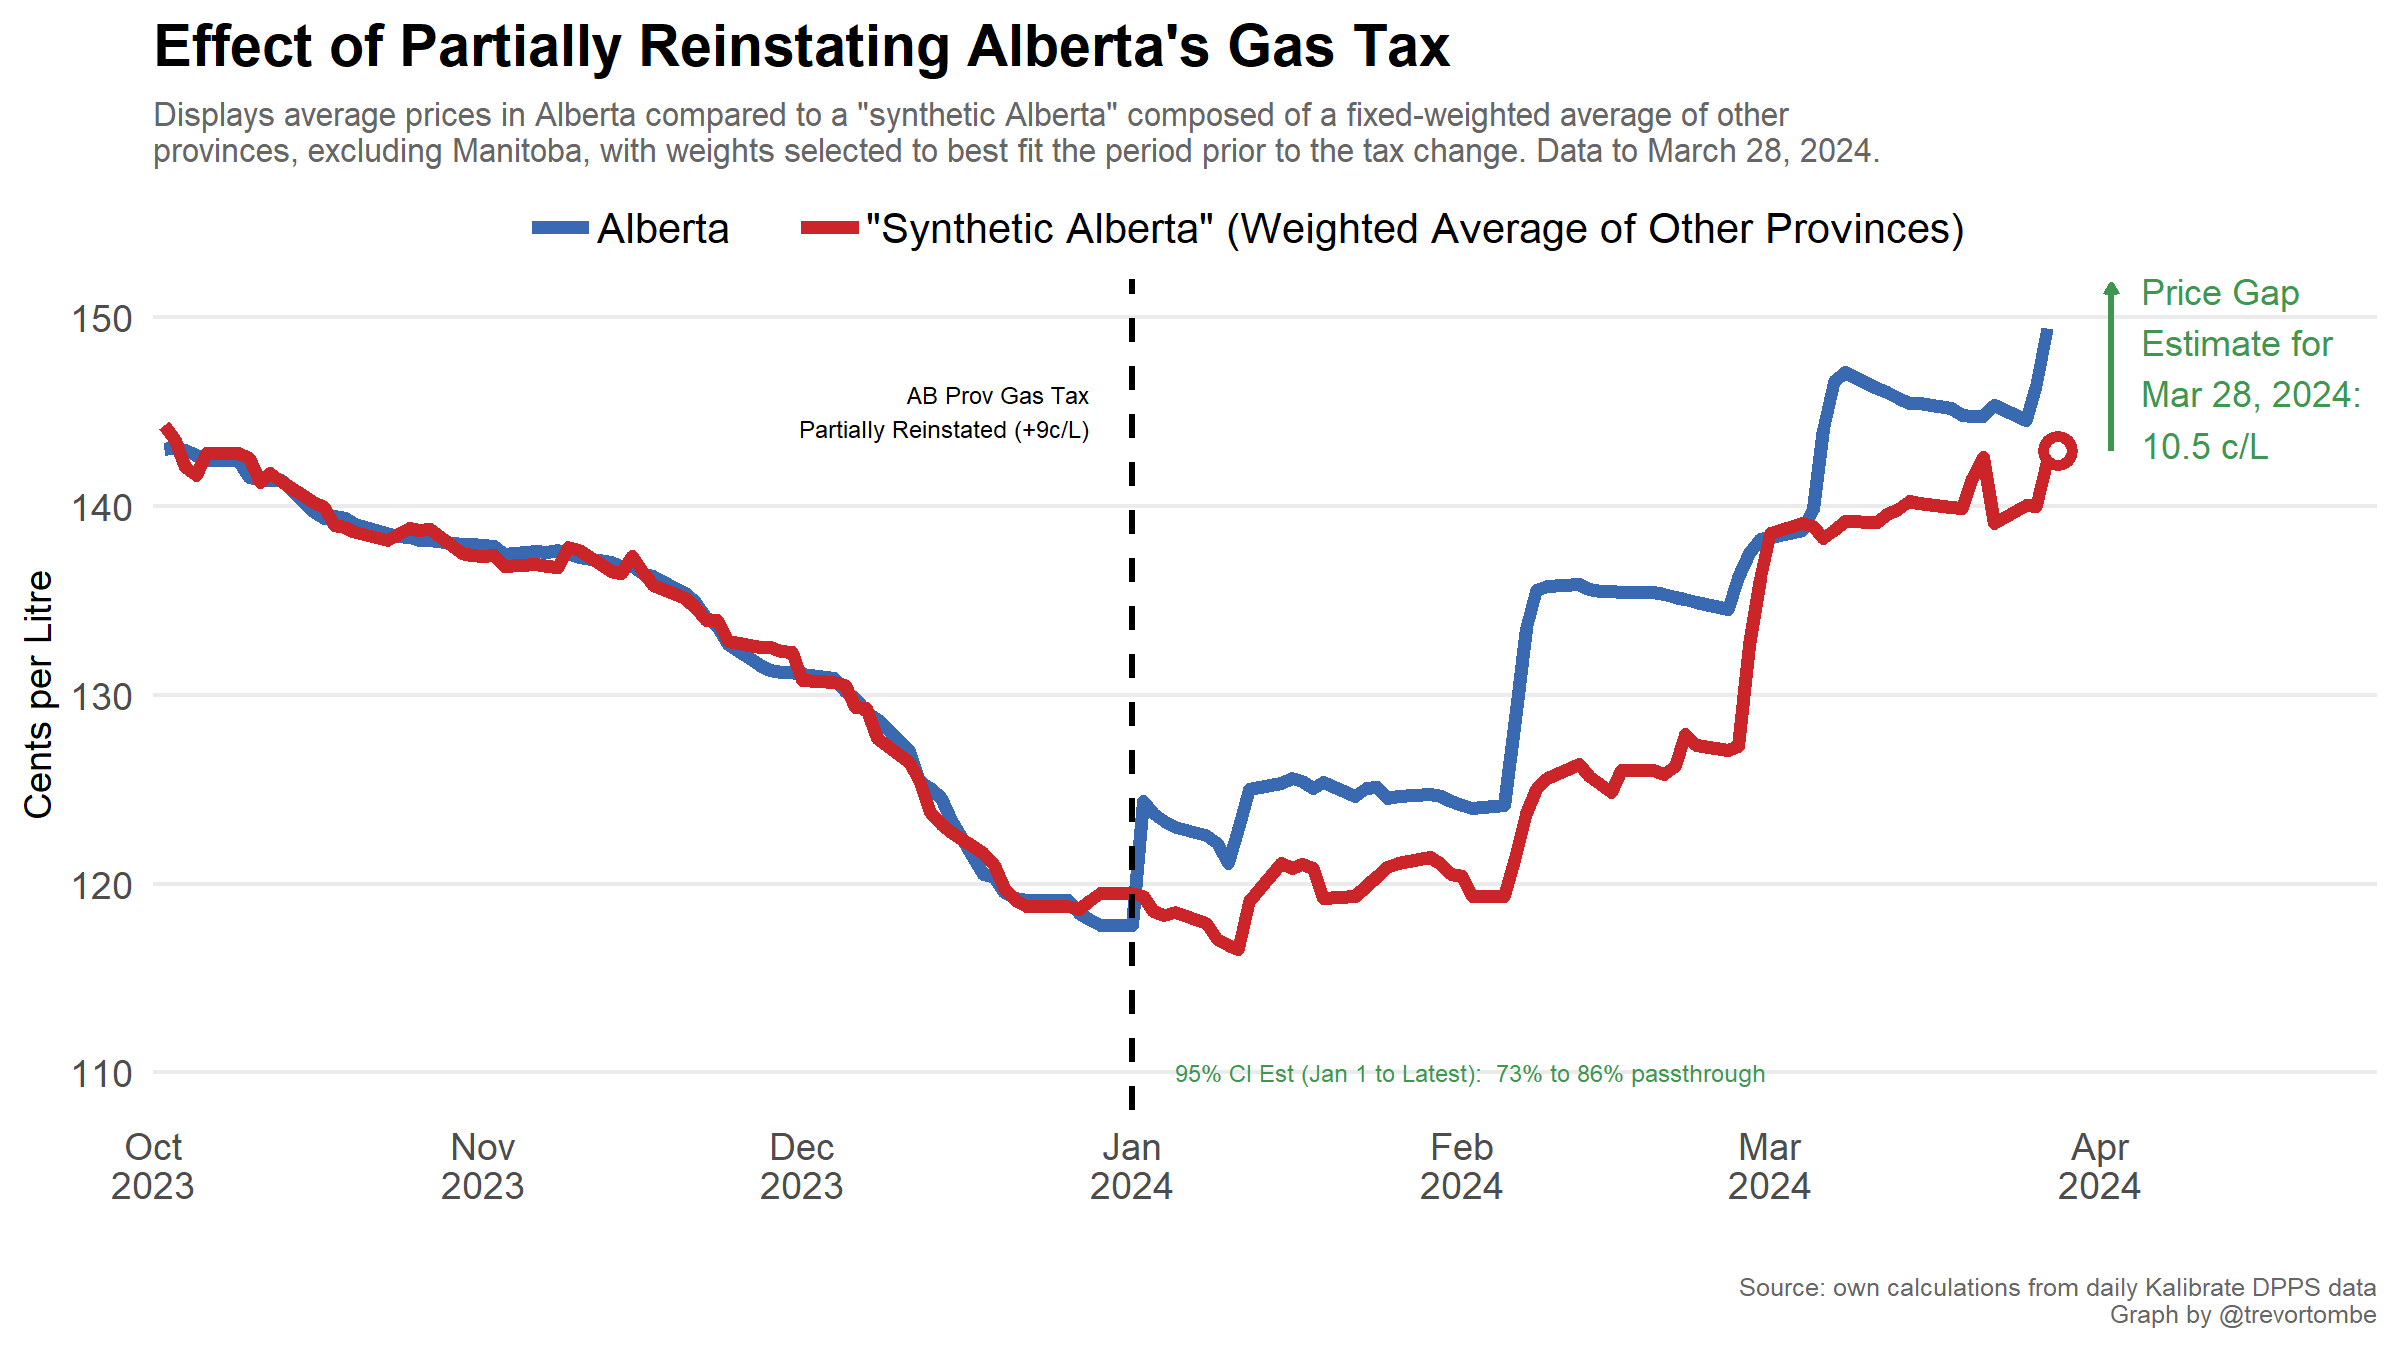 Effect of Partially Reinstating Alberta's Gas Tax
Displays average prices in Alberta compared to a "synthetic Alberta" composed of a fixed-weighted average of other
provinces, excluding Manitoba, with weights selected to best fit the period prior to the tax change. Data to March 28, 2024.
Alberta
"Synthetic Alberta" (Weighted Average of Other Provinces)
Price Gap
Estimate for
Mar 28, 2024:
10.5 c/L
AB Prov Gas Tax
Partially Reinstated (+9c/L)
Cents per Litre
150
140
130
120
110
95% CI Est (Jan 1 to Latest):  73% to 86% passthrough
Oct
2023
Nov
2023
Dec
2023
Jan
2024
Feb
2024
Mar
2024
Apr
2024
Source: own calculations from daily Kalibrate DPPS data
Graph by @trevortombe